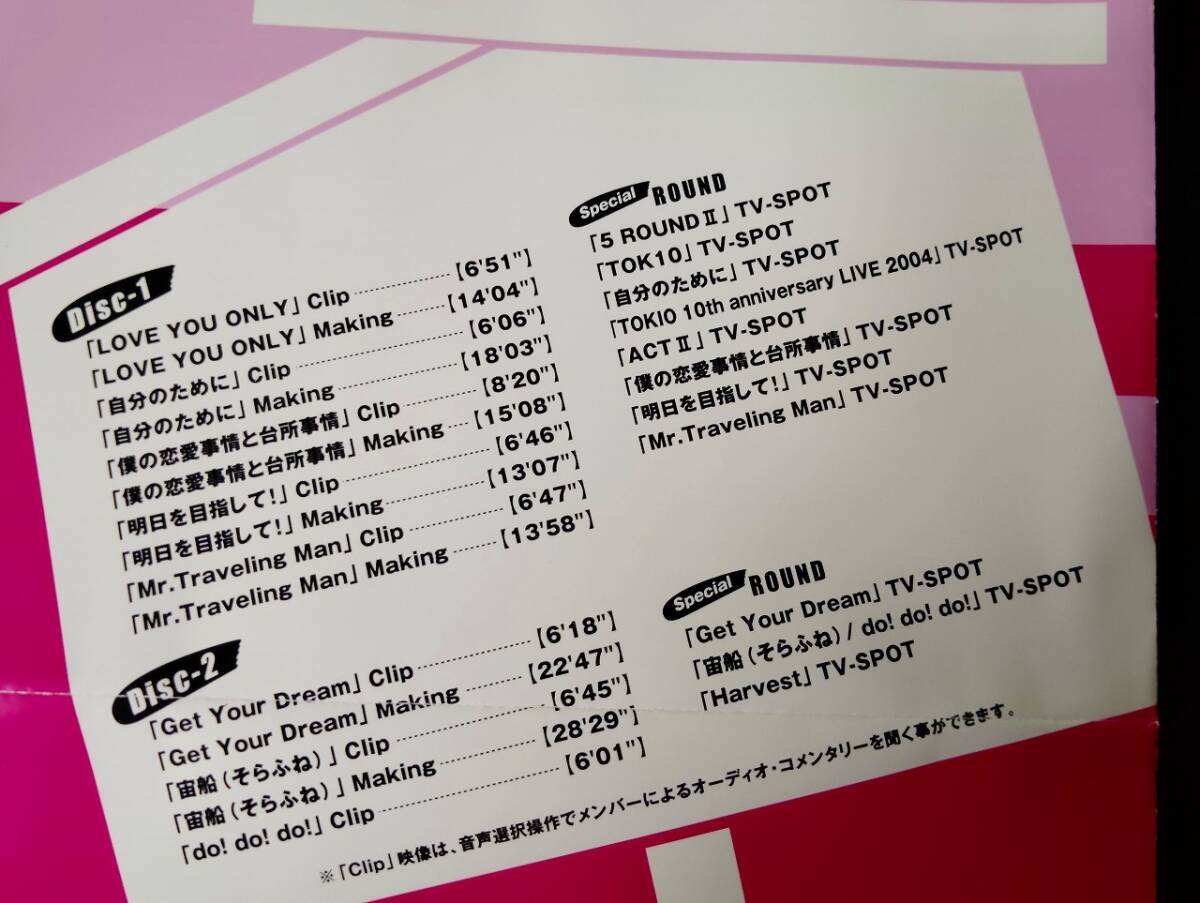 Disc-1
「LOVE YOU ONLY」Clip 【6'51"】
「LOVE YOU ONLY」Making 【14'04"】
「自分のために」Clip 【6'06"】
「自分のために」Making 【18'03"】
「僕の恋愛事情と台所事情」Clip 【8'20"】
「僕の恋愛事情と台所事情」Making 【15'08"】
「明日を目指して!」Clip 【6'46"】
「明日を目指して!」Making 【13'07"】
「Mr.Traveling Man」Clip 【6'47"】
「Mr.Traveling Man」Making 【13'58"】
Special ROUND
「5 ROUNDⅡ」TV-SPOT
「TOK10」TV-SPOT
「自分のために」TV-SPOT
「TOKIO 10th anniversary LIVE 2004」TV-SPOT
「ACTⅡ」TV-SPOT
「僕の恋愛事情と台所事情」TV-SPOT
「明日を目指して!」TV-SPOT
「Mr.Traveling Man」TV-SPOT
Disc-2
「Get Your Dream」Clip 【6'18"】
「Get Your Dream」Making 【22'47"】
「宙船(そらふね)」Clip 【6'45"】
「宙船(そらふね)」Making 【28'29"】
「do! do! do!」Clip 【6'01"】
Special ROUND
「Get Your Dream」TV-SPOT
「宙船(そらふね)/ do! do! do!」TV-SPOT
「Harvest」TV-SPOT
※「Clip」映像は、音声選択操作でメンバーによるオーディオ・コメンタリーを聞く事ができます。